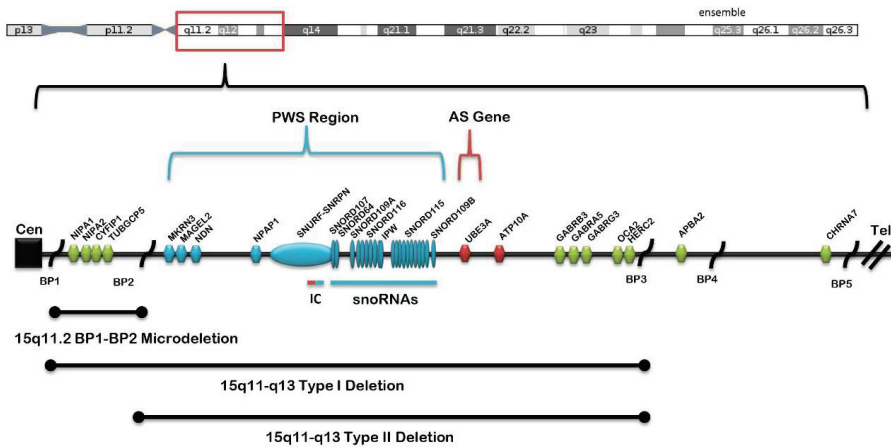 ensemble
p13 p11.2 q11.2 q12 q14 q21.1 q21.3 q22.2 q23 q25.3 q26.1 q26.2 q26.3
PWS Region AS Gene
NIPA1 NIPA2 CYFIP1 TUBGCP5 MKRN3 MAGEL2 NDN NPAP1 SNURF-SNRPN SNORD107 SNORD64 SNORD109A SNORD116 IPW SNORD115 SNORD109B UBE3A ATP10A GABRB3 GABRA5 GABRG3 OCA2 HERC2 APBA2 CHRNA7
Cen Tel
BP1 BP2 BP3 BP4 BP5
IC snoRNAs
15q11.2 BP1-BP2 Microdeletion
15q11-q13 Type I Deletion
15q11-q13 Type II Deletion